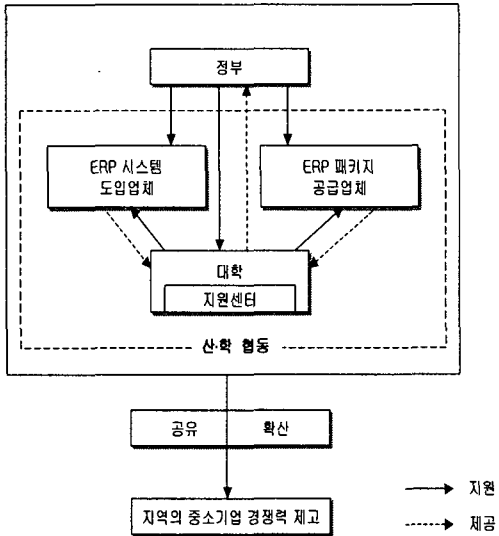 정부
ERP 시스템
도입업체
ERP 패키지
공급업체
대학
지원센터
산·학 협동
공유 확산
지역의 중소기업 경쟁력 제고
지원
제공